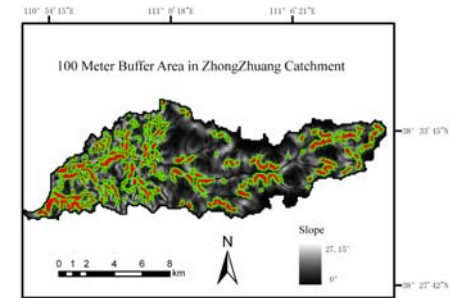 110° 54′15″E 111° 0′18″E 111° 6′21″E
100 Meter Buffer Area in ZhongZhuang Catchment
38° 33′45″N
Slope
27.15°
0°
N
0 1 2 4 6 8
km
38° 27′42″N